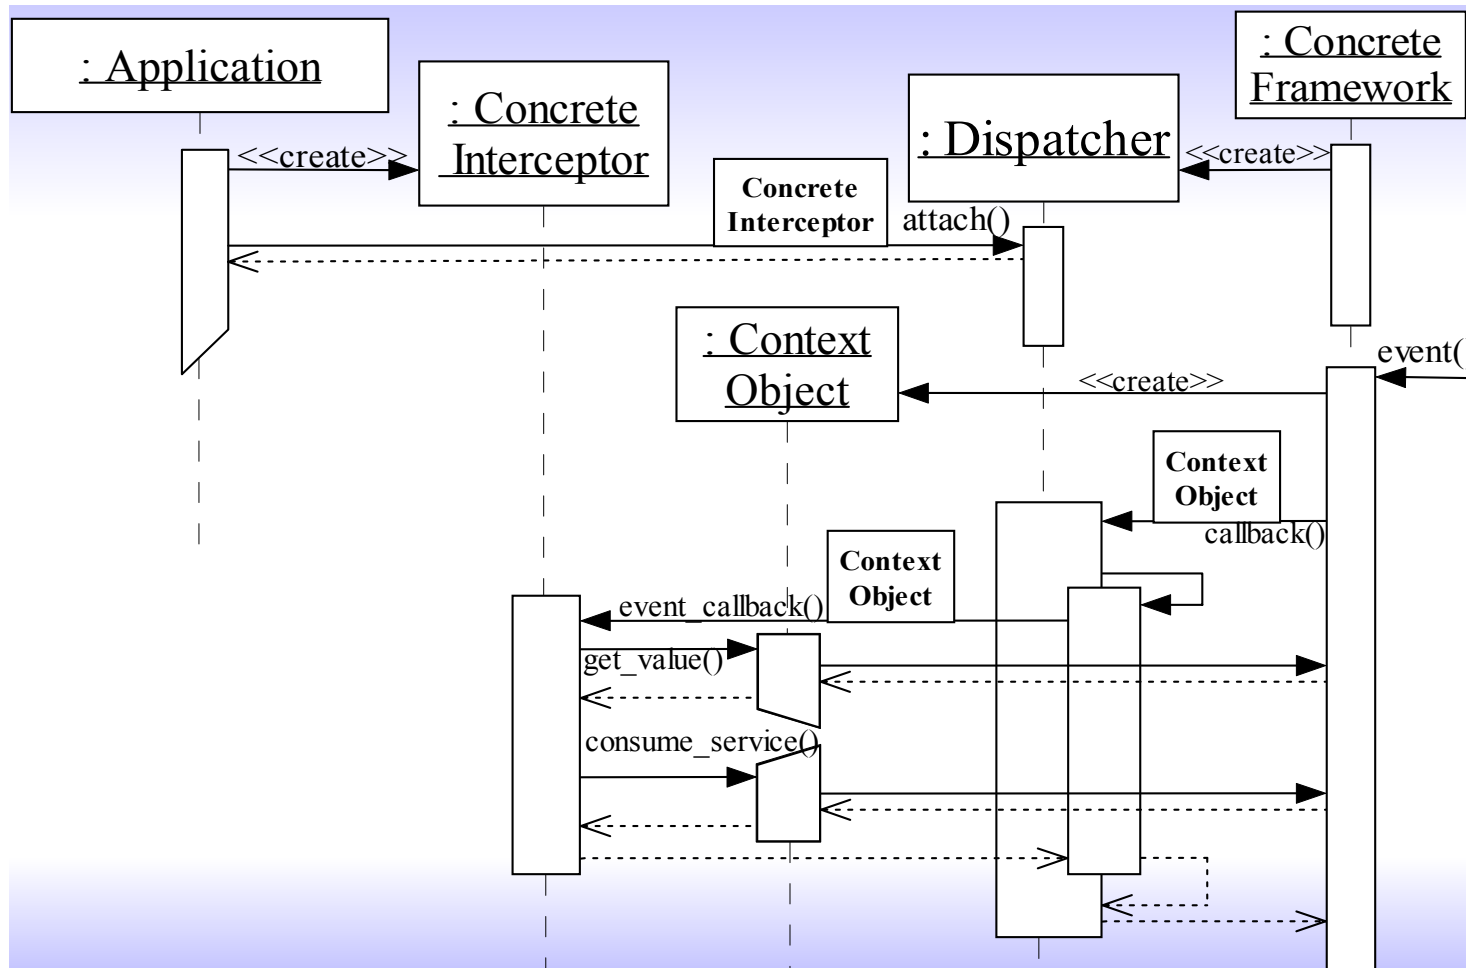 : Application
: Concrete
Interceptor
: Dispatcher
: Concrete
Framework
<<create>>
<<create>>
Concrete
Interceptor
attach()
: Context
Object
event(
<<create>>
Context
Object
callback()
Context
Object
event_callback()
get_value()
consume_service()